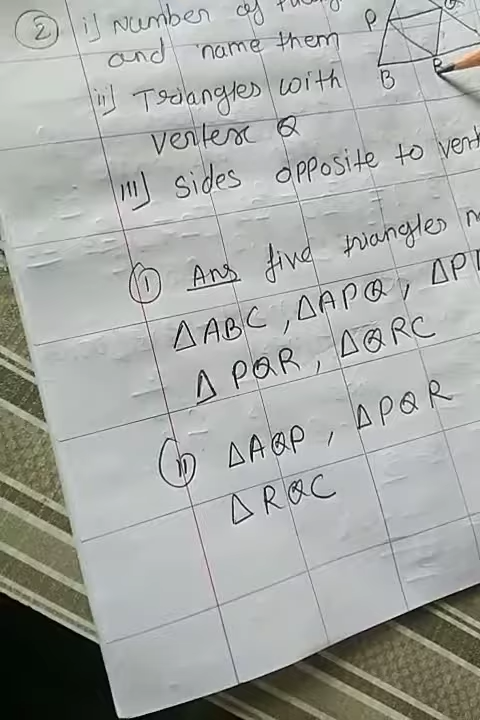 ② i) Number of
P
and name them
B
ii) Triangles with
vertex Q
III) sides opposite to
① Ans five triangles
△ABC, △APQ,
△ PQR, △QRC
(ii) △AQP, △PQR
△RQC